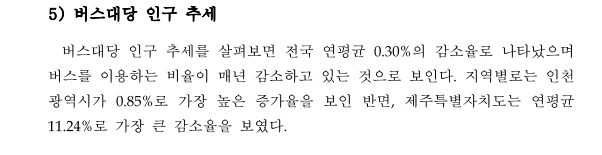 5) 버스대당 인구 추세
버스대당 인구 추세를 살펴보면 전국 연평균 0.30%의 감소율로 나타났으며
버스를 이용하는 비율이 매년 감소하고 있는 것으로 보인다. 지역별로는 인천
광역시가 0.85%로 가장 높은 증가율을 보인 반면, 제주특별자치도는 연평균
11.24%로 가장 큰 감소율을 보였다.